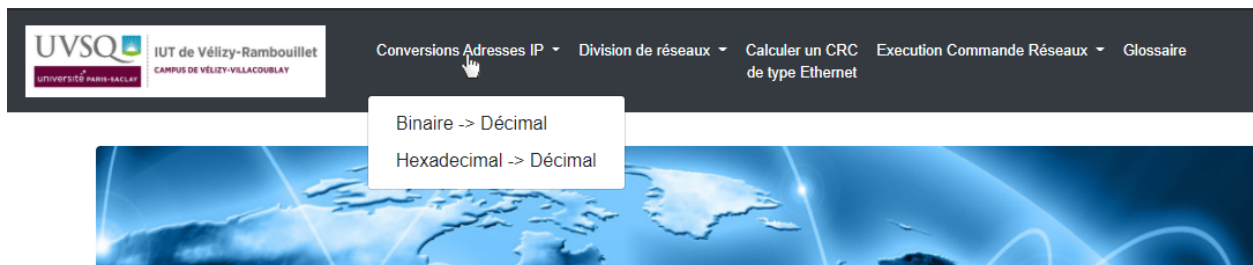 UVSQ
université PARIS-SACLAY
IUT de Vélizy-Rambouillet
CAMPUS DE VÉLIZY-VILLACOUBLAY
Conversions Adresses IP
Division de réseaux
Calculer un CRC
de type Ethernet
Execution Commande Réseaux
Glossaire
Binaire -> Décimal
Hexadecimal -> Décimal